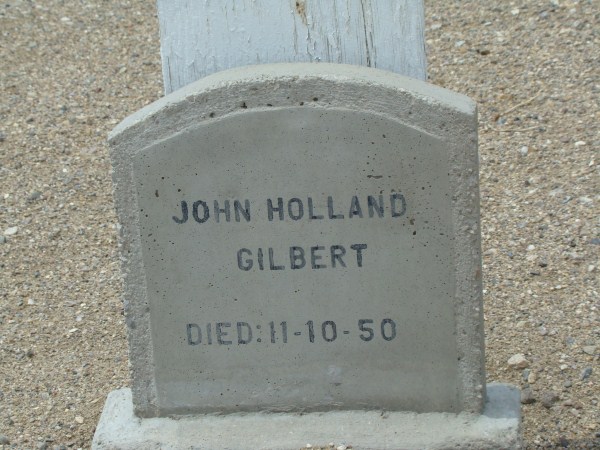 JOHN HOLLAND
GILBERT
DIED: 11-10-50